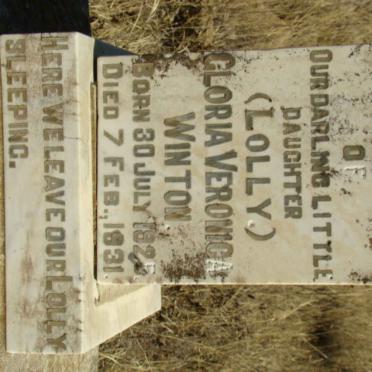 OF
OUR DARLING LITTLE
DAUGHTER
(LOLLY)
GLORIA VERONICA
WINTON
BORN 30 JULY 1925
DIED 7 FEB., 1931.
HERE WE LEAVE OUR LOLLY
SLEEPING.